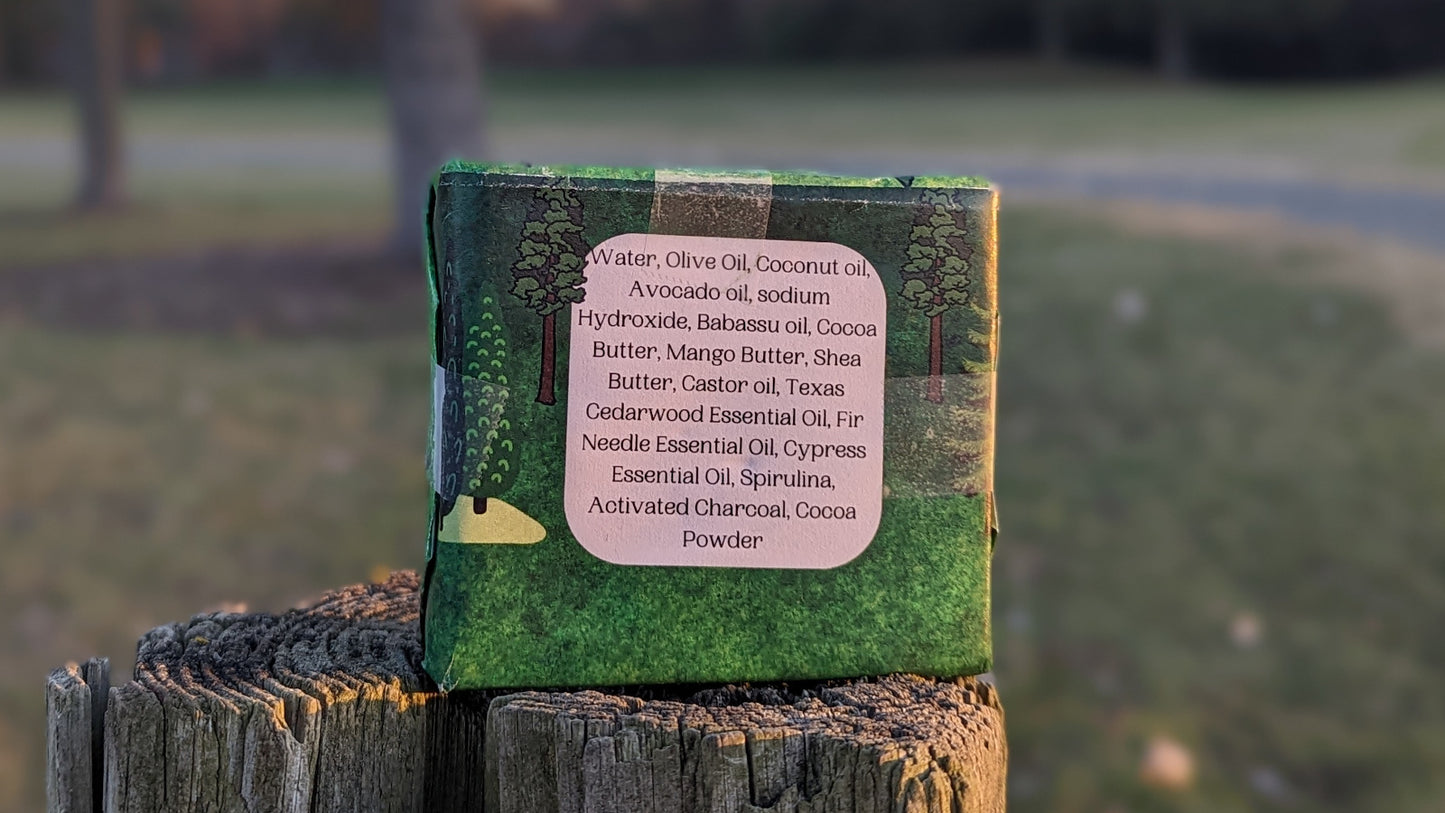 Water, Olive Oil, Coconut oil,
Avocado oil, sodium
Hydroxide, Babassu oil, Cocoa
Butter, Mango Butter, Shea
Butter, Castor oil, Texas
Cedarwood Essential Oil, Fir
Needle Essential Oil, Cypress
Essential Oil, Spirulina,
Activated Charcoal, Cocoa
Powder